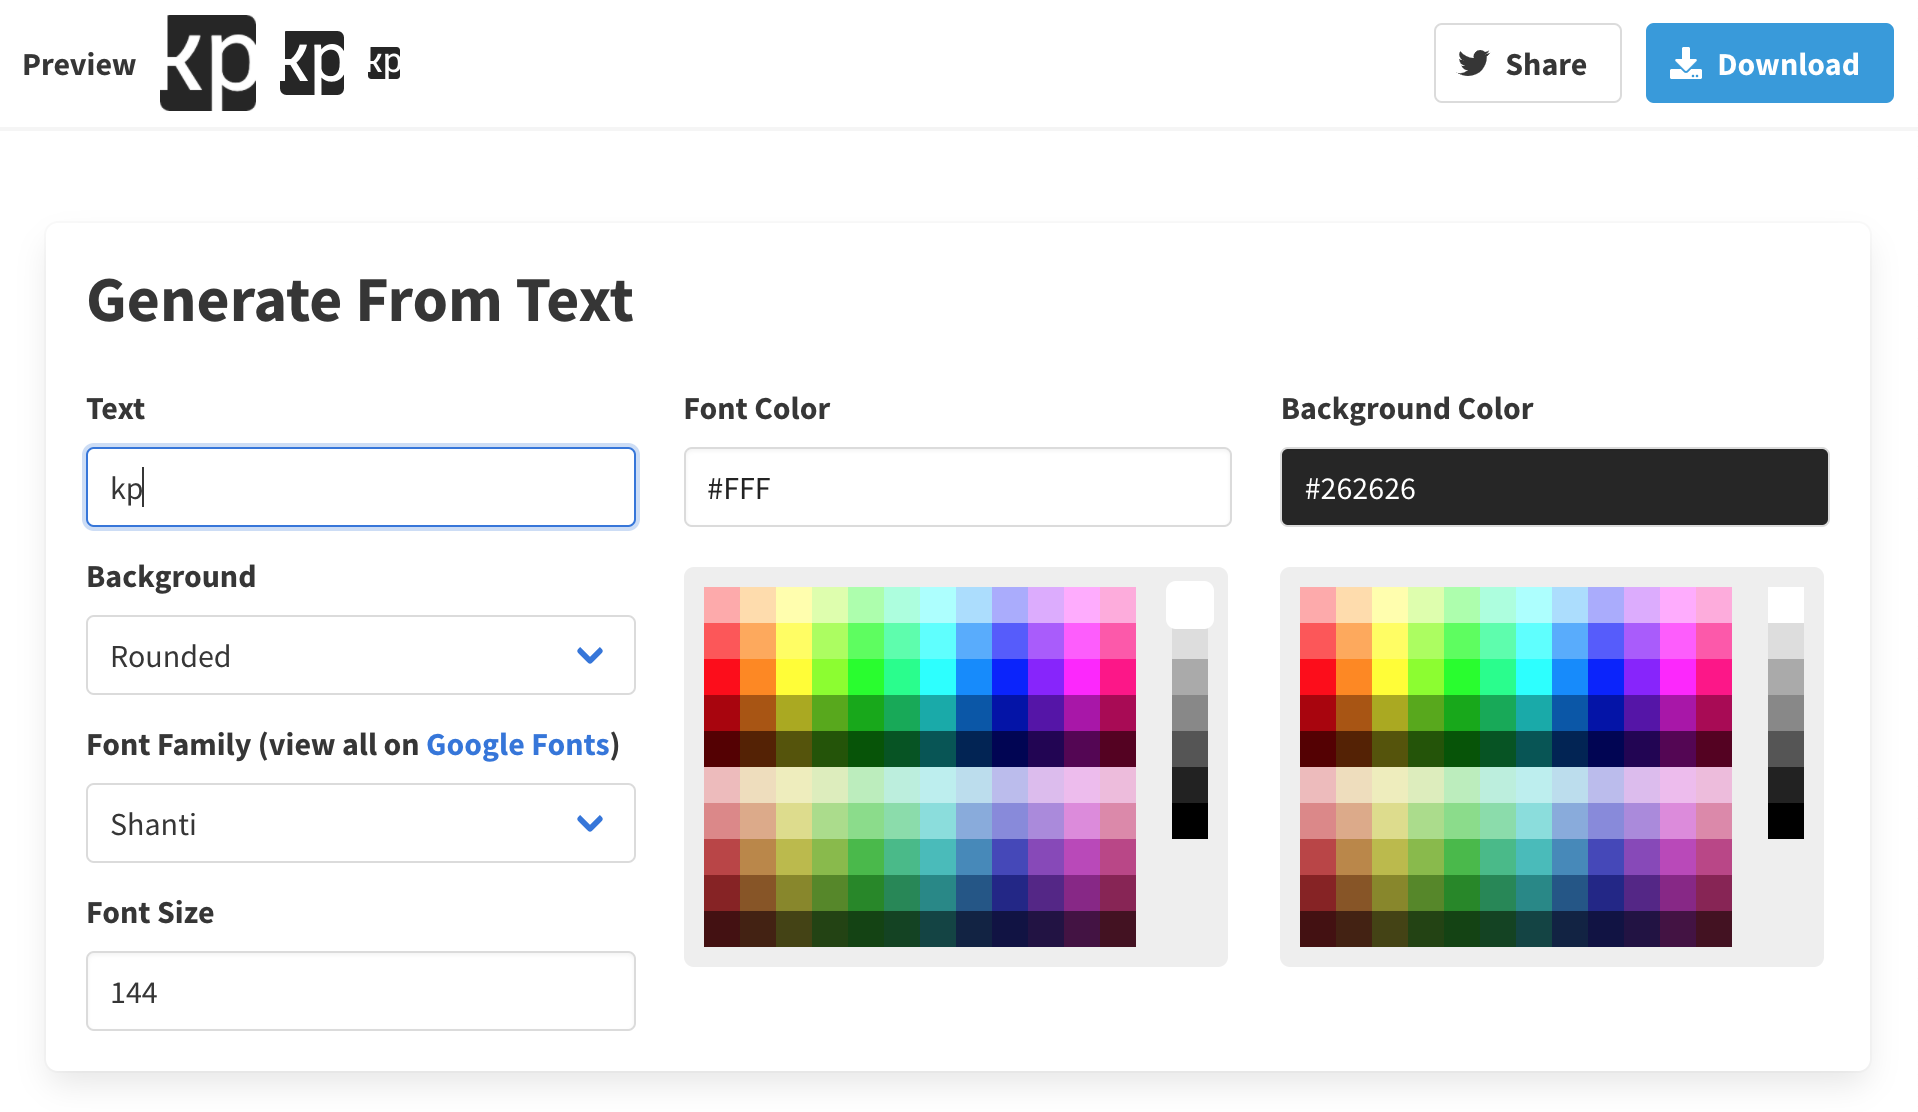 Preview
kp
kp
kp
Share
Download
Generate From Text
Text
kp
Font Color
#FFF
Background Color
#262626
Background
Rounded
Font Family (view all on Google Fonts)
Shanti
Font Size
144